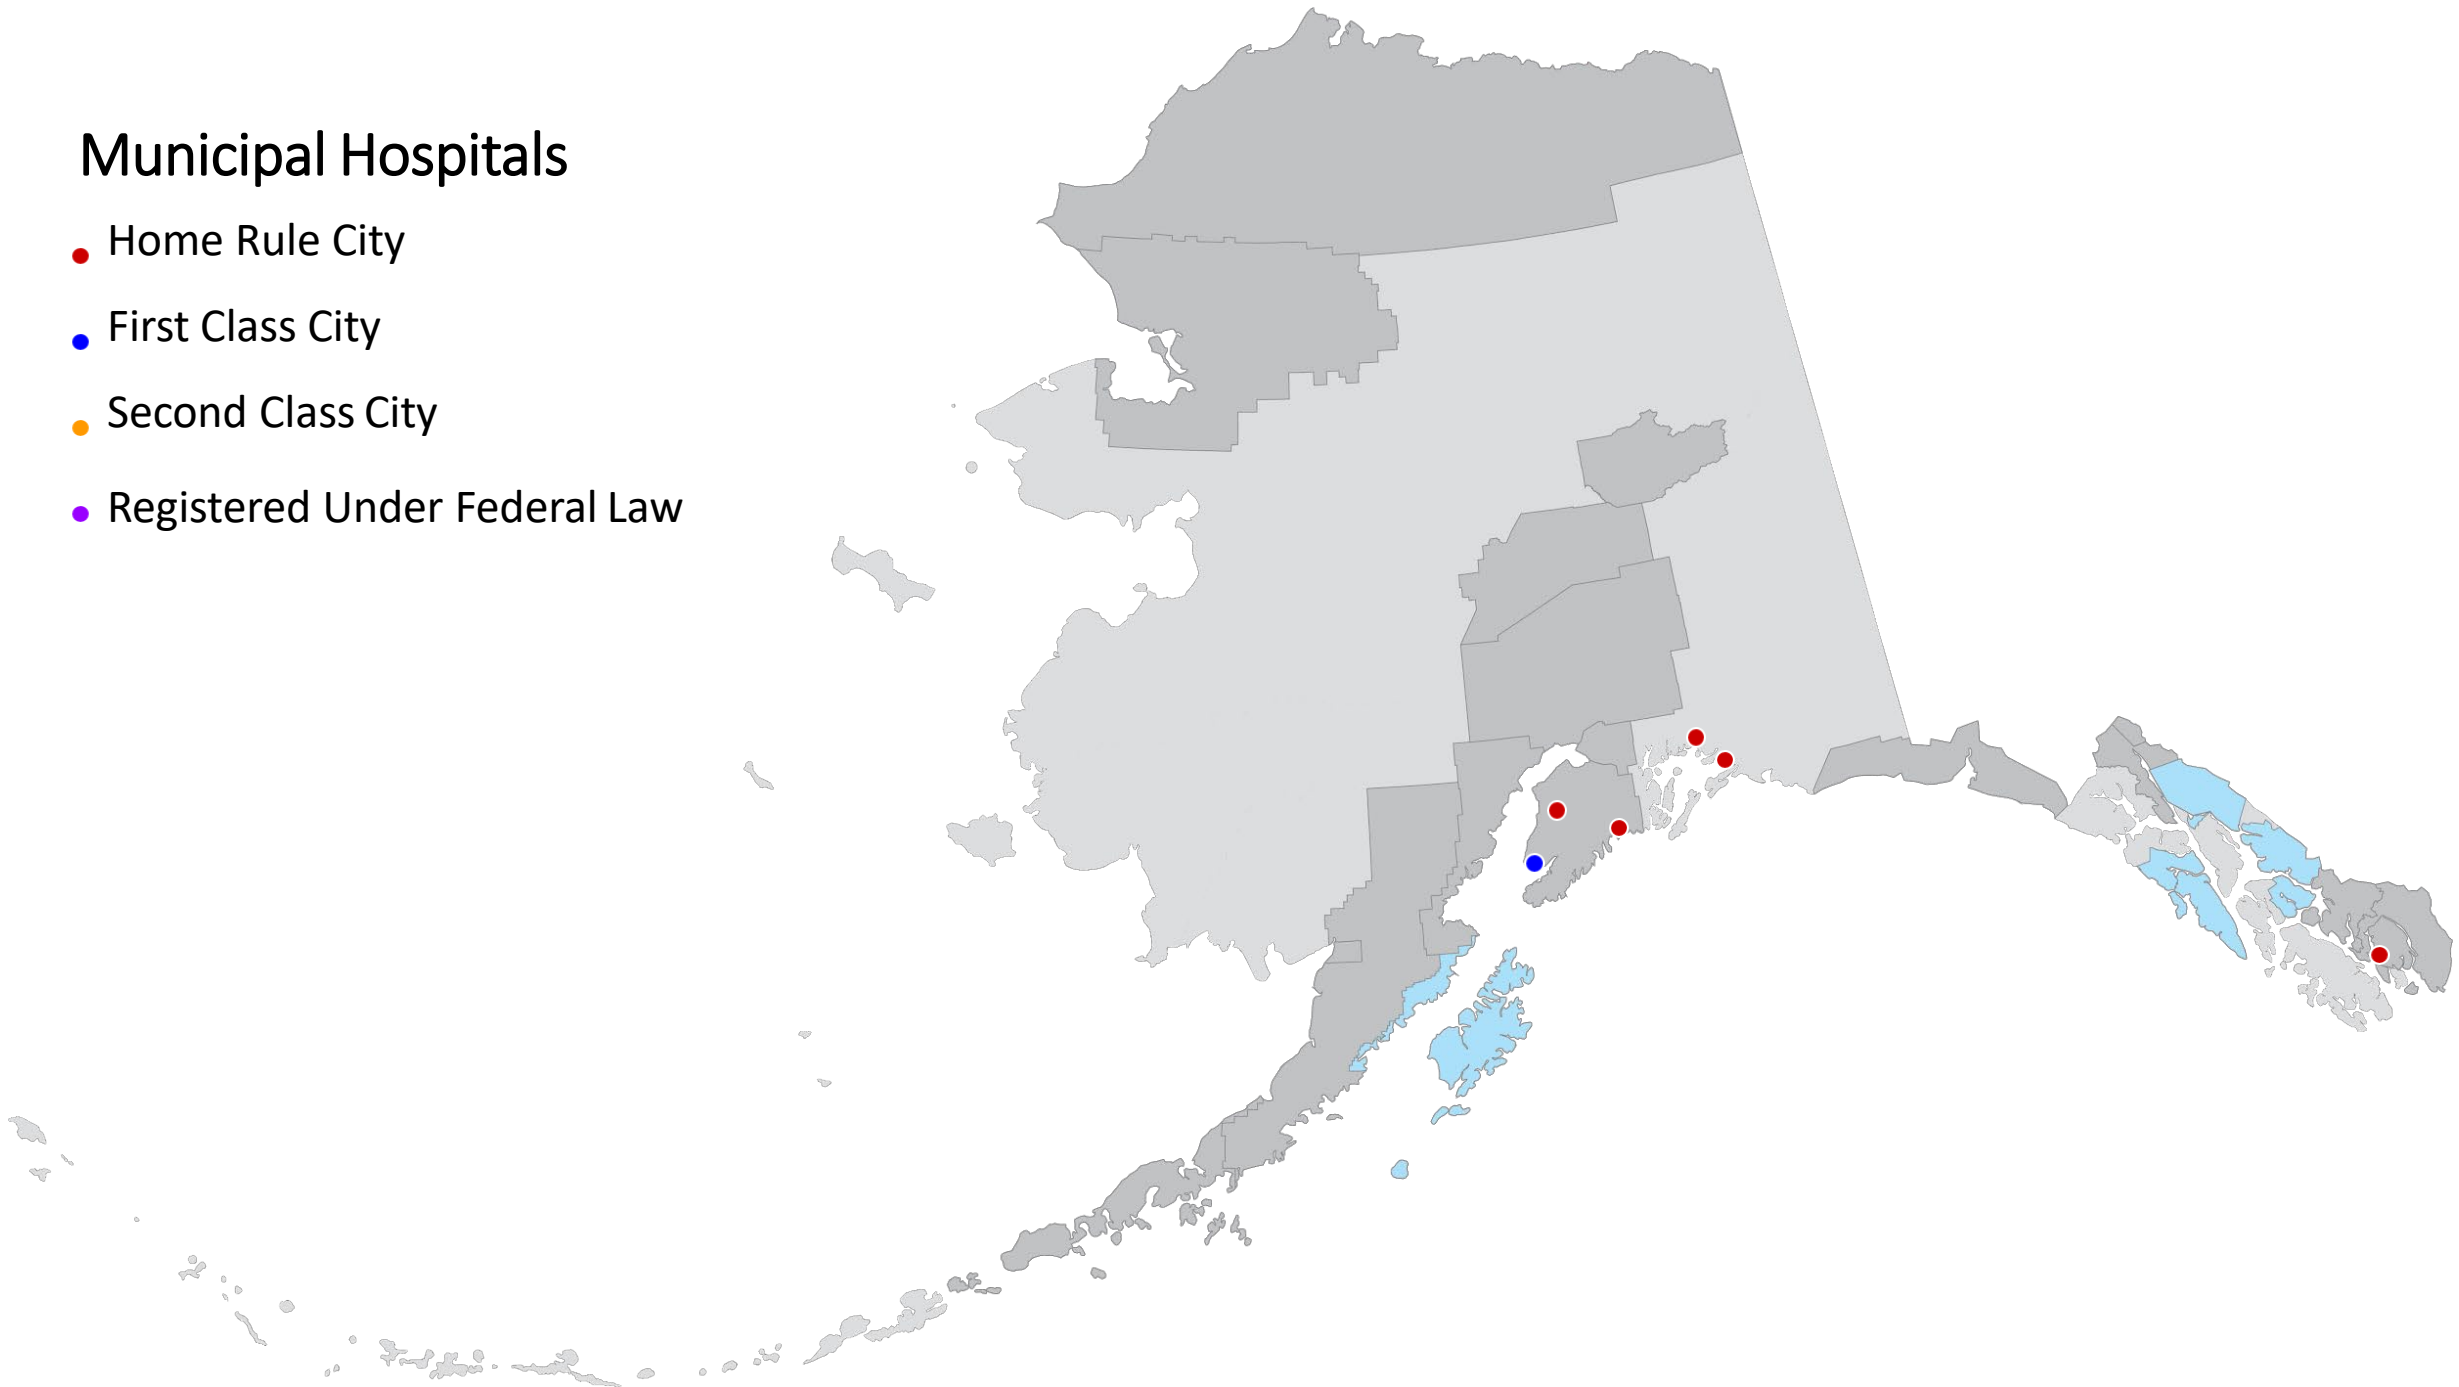 Municipal Hospitals
Home Rule City
First Class City
Second Class City
Registered Under Federal Law